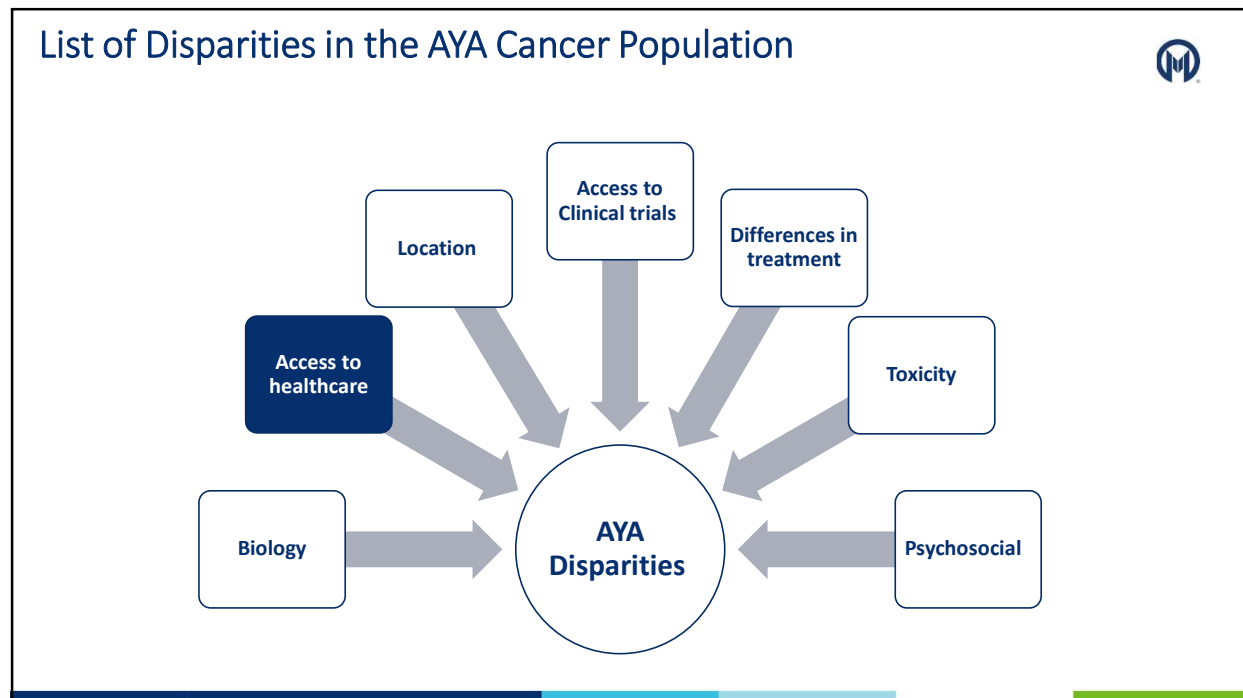 List of Disparities in the AYA Cancer Population
Access to
Clinical trials
Location
Differences in
treatment
Access to
healthcare
Toxicity
Biology
AYA
Disparities
Psychosocial